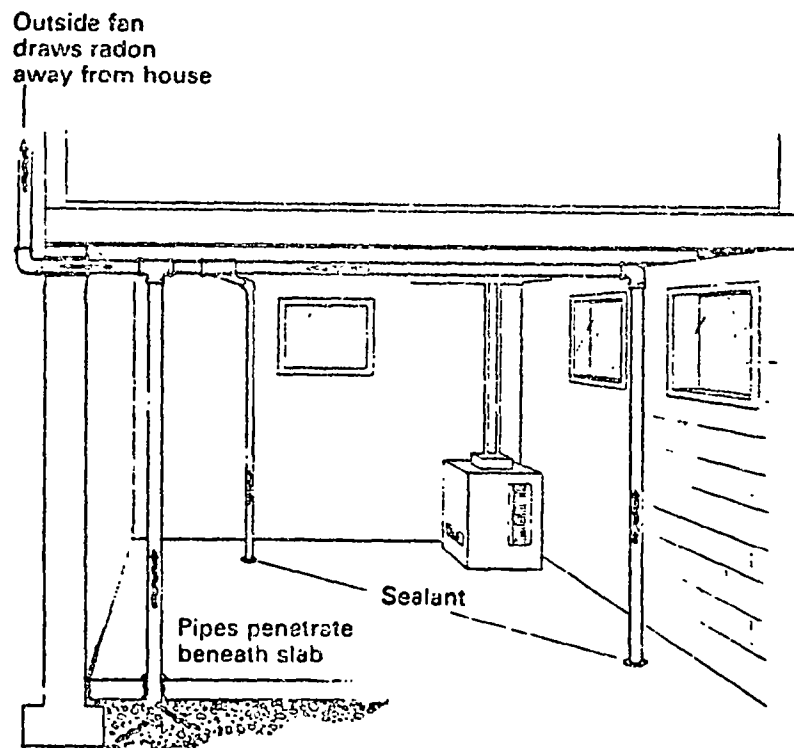 Outside fan
draws radon
away from house
Sealant
Pipes penetrate
beneath slab